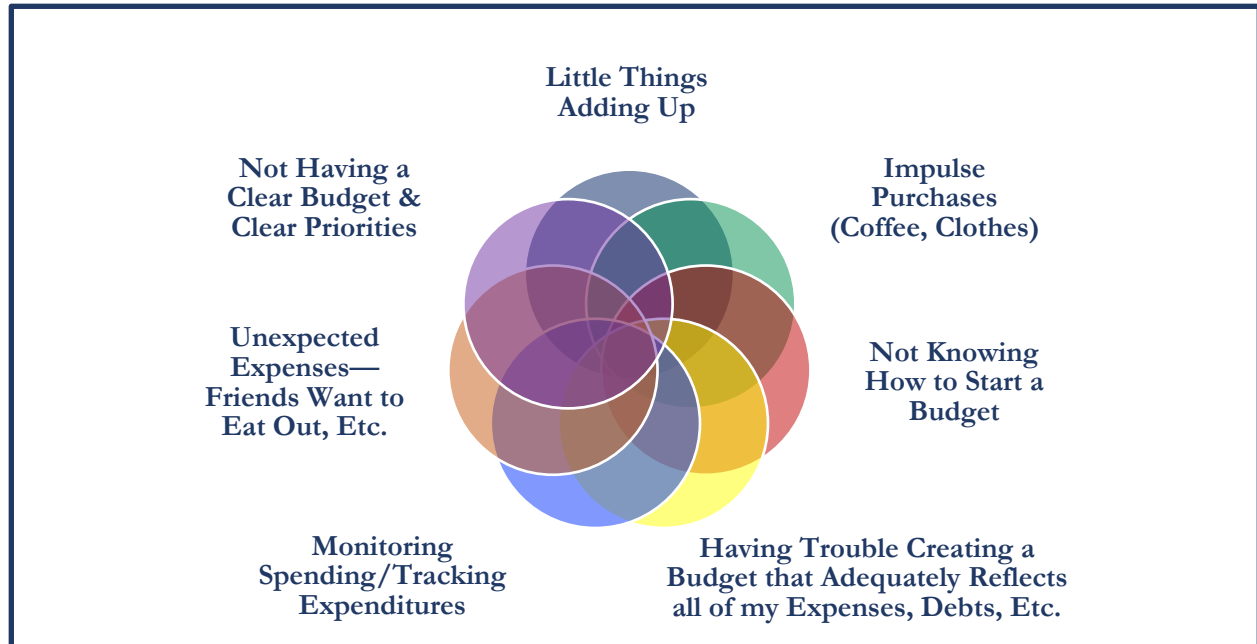 Little Things
Adding Up
Impulse
Purchases
(Coffee, Clothes)
Not Knowing
How to Start a
Budget
Having Trouble Creating a
Budget that Adequately Reflects
all of my Expenses, Debts, Etc.
Monitoring
Spending/Tracking
Expenditures
Unexpected
Expenses—
Friends Want to
Eat Out, Etc.
Not Having a
Clear Budget &
Clear Priorities